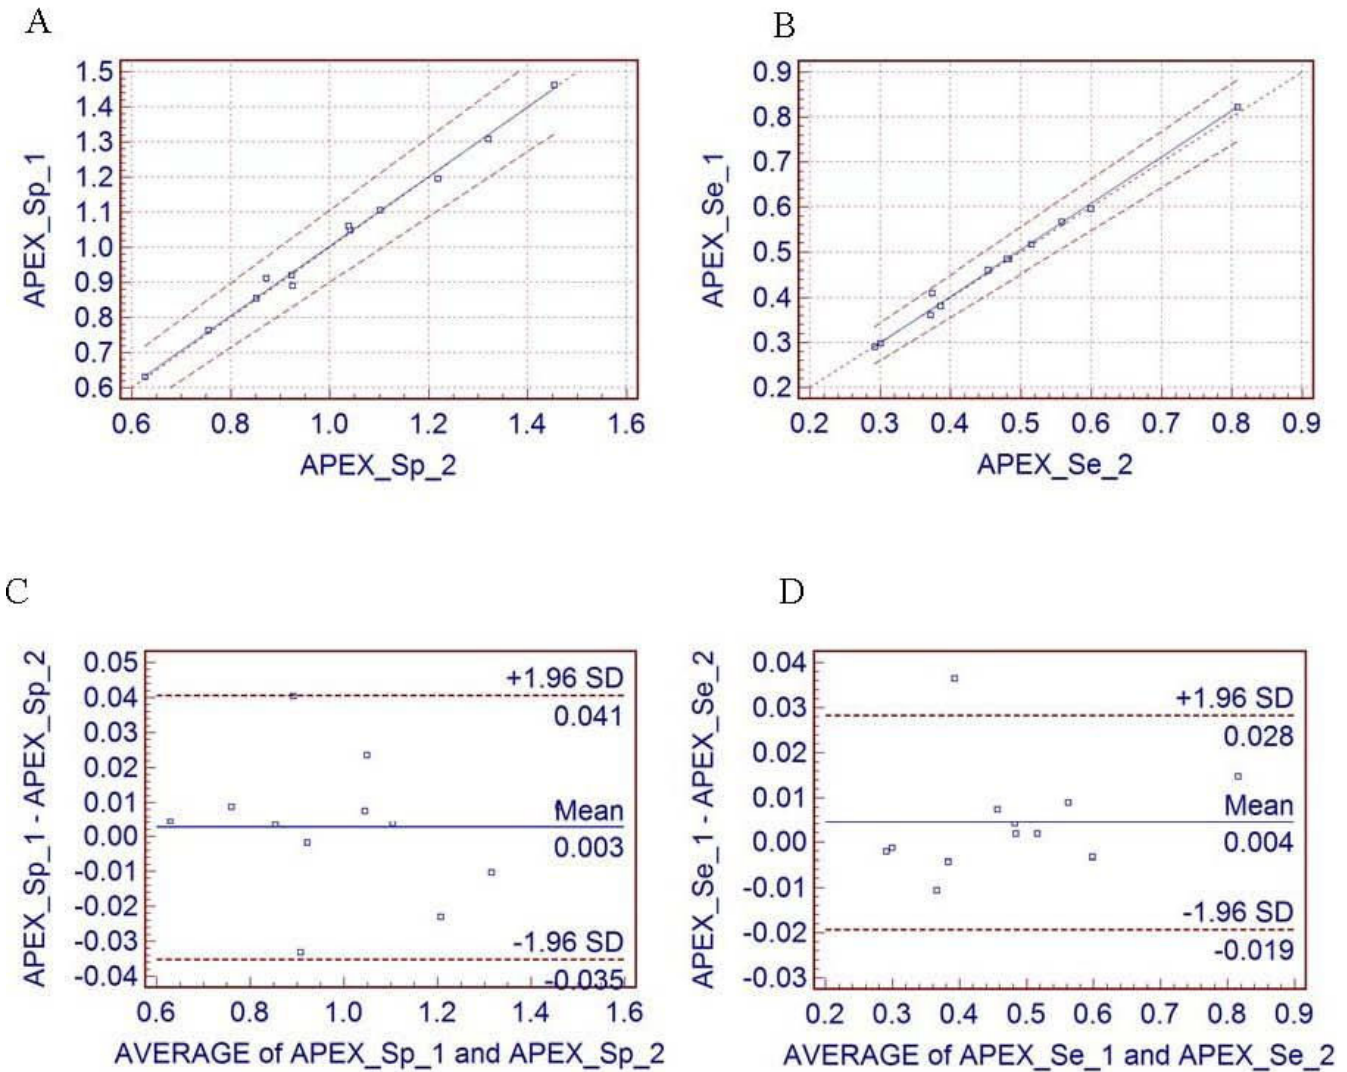 A
1.5
1.4
1.3
1.2
1.1
1.0
0.9
0.8
0.7
0.6
APEX_Sp_1
0.6 0.8 1.0 1.2 1.4 1.6
APEX_Sp_2
B
0.9
0.8
0.7
0.6
0.5
0.4
0.3
0.2
APEX_Se_1
0.2 0.3 0.4 0.5 0.6 0.7 0.8 0.9
APEX_Se_2
C
0.05
0.04
0.03
0.02
0.01
0.00
-0.01
-0.02
-0.03
-0.04
APEX_Sp_1 - APEX_Sp_2
+1.96 SD
0.041
Mean
0.003
-1.96 SD
-0.035
0.6 0.8 1.0 1.2 1.4 1.6
AVERAGE of APEX_Sp_1 and APEX_Sp_2
D
0.04
0.03
0.02
0.01
0.00
-0.01
-0.02
-0.03
APEX_Se_1 - APEX_Se_2
+1.96 SD
0.028
Mean
0.004
-1.96 SD
-0.019
0.2 0.3 0.4 0.5 0.6 0.7 0.8 0.9
AVERAGE of APEX_Se_1 and APEX_Se_2